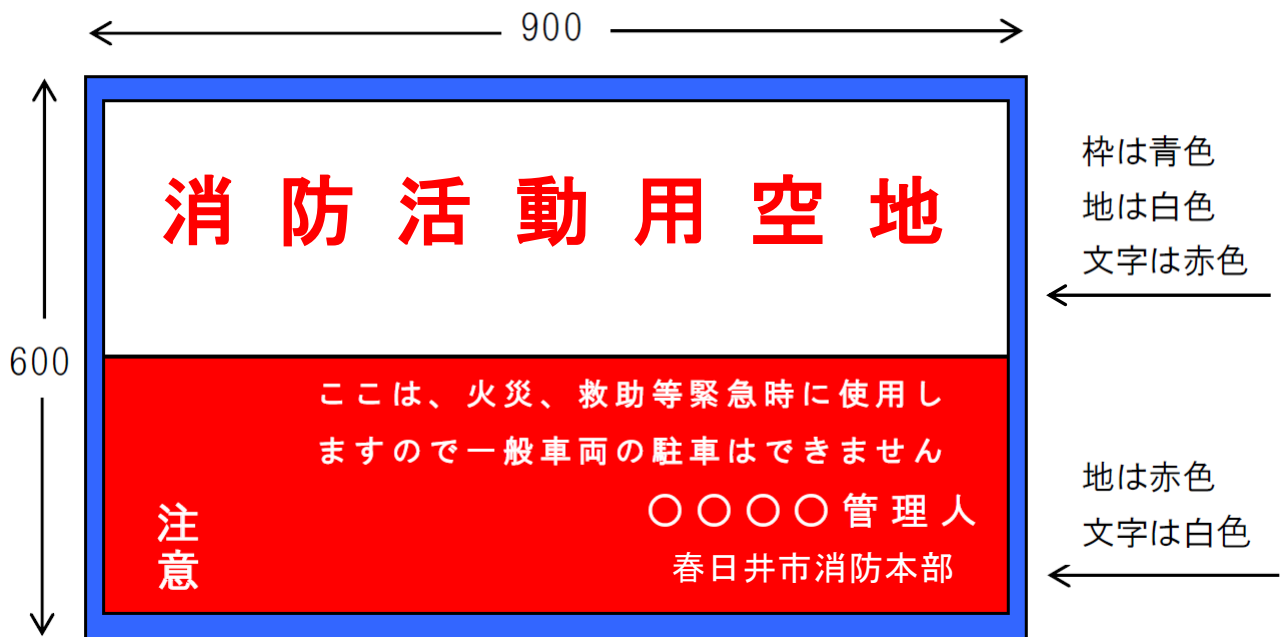 900
600
消防活動用空地
ここは、火災、救助等緊急時に使用し
ますので一般車両の駐車はできません
注意
〇〇〇〇管理人
春日井市消防本部
枠は青色
地は白色
文字は赤色
地は赤色
文字は白色